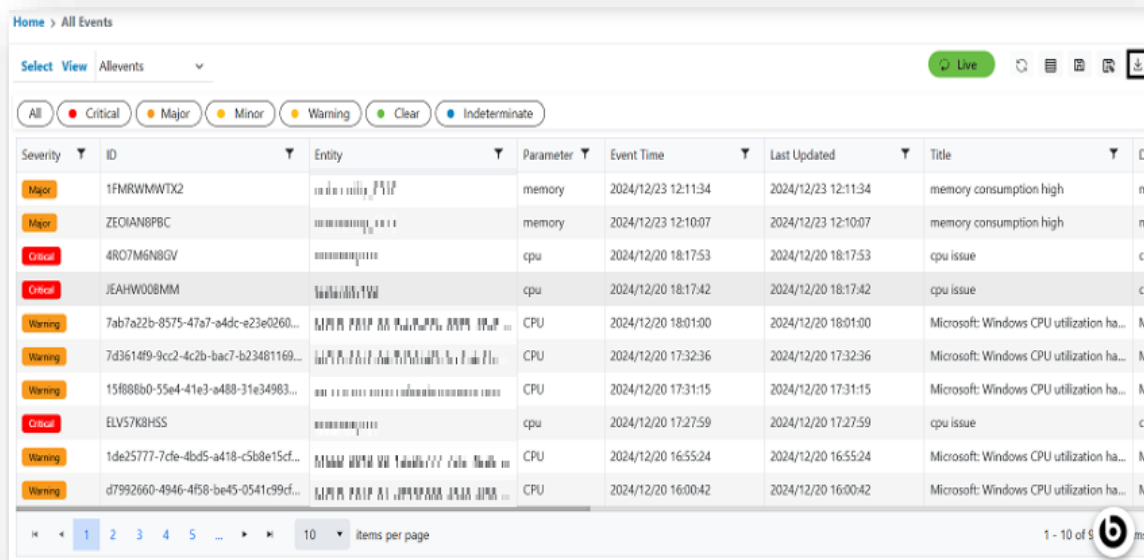 Home > All Events
Select View Allevents Live
All Critical Major Minor Warning Clear Indeterminate
Severity ID Entity Parameter Event Time Last Updated Title
Major 1FMRWMWTX2 memory 2024/12/23 12:11:34 2024/12/23 12:11:34 memory consumption high
Major ZEOIAN8PBC memory 2024/12/23 12:10:07 2024/12/23 12:10:07 memory consumption high
Critical 4RO7M6N8GV cpu 2024/12/20 18:17:53 2024/12/20 18:17:53 cpu issue
Critical JEAHW00BMM cpu 2024/12/20 18:17:42 2024/12/20 18:17:42 cpu issue
Warning 7ab7a22b-8575-47a7-a4dc-e23e0260... CPU 2024/12/20 18:01:00 2024/12/20 18:01:00 Microsoft: Windows CPU utilization ha...
Warning 7d3614f9-9cc2-4c2b-bac7-b23481169... CPU 2024/12/20 17:32:36 2024/12/20 17:32:36 Microsoft: Windows CPU utilization ha...
Warning 15f888b0-55e4-41e3-a488-31e34983... CPU 2024/12/20 17:31:15 2024/12/20 17:31:15 Microsoft: Windows CPU utilization ha...
Critical ELV57K8HSS cpu 2024/12/20 17:27:59 2024/12/20 17:27:59 cpu issue
Warning 1de25777-7cfe-4bd5-a418-c5b8e15cf... CPU 2024/12/20 16:55:24 2024/12/20 16:55:24 Microsoft: Windows CPU utilization ha...
Warning d7992660-4946-4f58-be45-0541c99cf... CPU 2024/12/20 16:00:42 2024/12/20 16:00:42 Microsoft: Windows CPU utilization ha...
1 2 3 4 5 ... 10 items per page 1 - 10 of